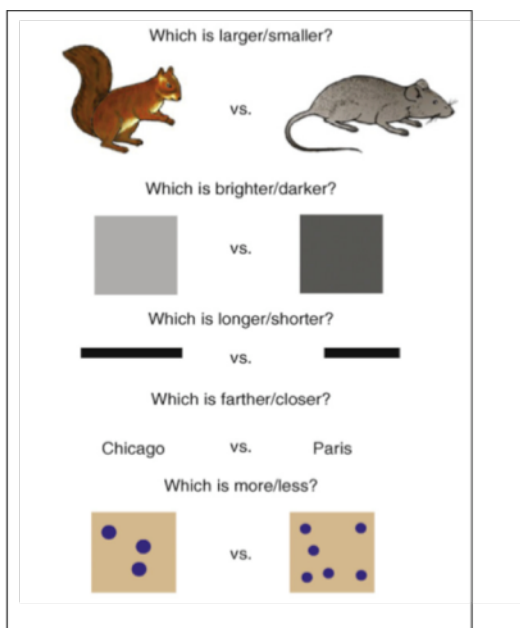 Which is larger/smaller?
vs.
Which is brighter/darker?
vs.
Which is longer/shorter?
vs.
Which is farther/closer?
Chicago vs. Paris
Which is more/less?
vs.